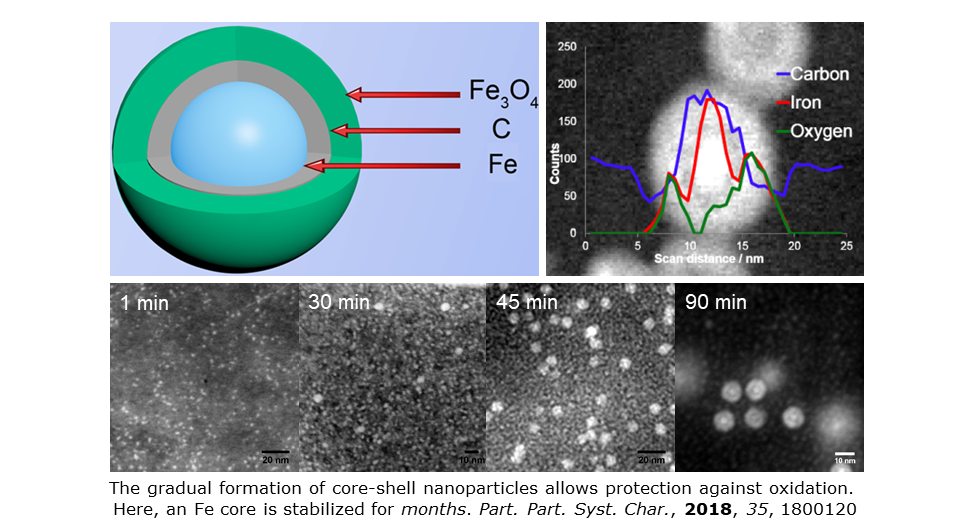 Fe3O4
C
Fe
250
200
150
100
50
0
Counts
0 5 10 15 20 25
Scan distance / nm
Carbon
Iron
Oxygen
1 min
20 nm
30 min
10 nm
45 min
20 nm
90 min
10 nm
The gradual formation of core-shell nanoparticles allows protection against oxidation.
Here, an Fe core is stabilized for months. Part. Part. Syst. Char., 2018, 35, 1800120